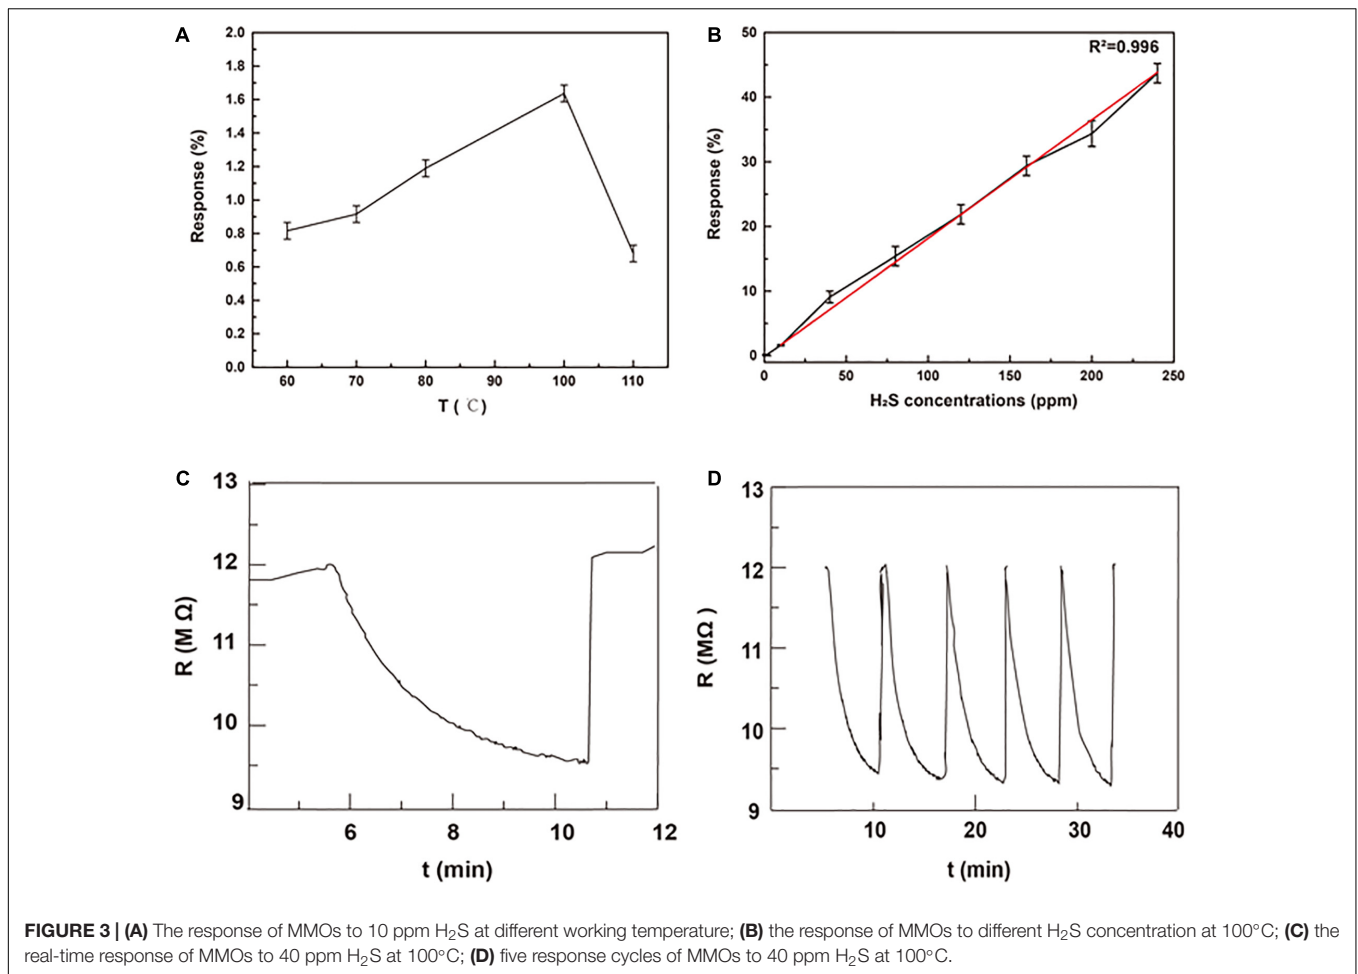 A
2.0
1.8
1.6
1.4
1.2
1.0
0.8
0.6
0.4
0.2
0.0
Response (%)
60 70 80 90 100 110
T ( ℃)
B
R²=0.996
50
40
30
20
10
0
Response (%)
0 50 100 150 200 250
H₂S concentrations (ppm)
C
13
12
11
10
9
R (M Ω)
6 8 10 12
t (min)
D
13
12
11
10
9
R (MΩ )
10 20 30 40
t (min)
FIGURE 3 | (A) The response of MMOs to 10 ppm H₂S at different working temperature; (B) the response of MMOs to different H₂S concentration at 100°C; (C) the
real-time response of MMOs to 40 ppm H₂S at 100°C; (D) five response cycles of MMOs to 40 ppm H₂S at 100°C.